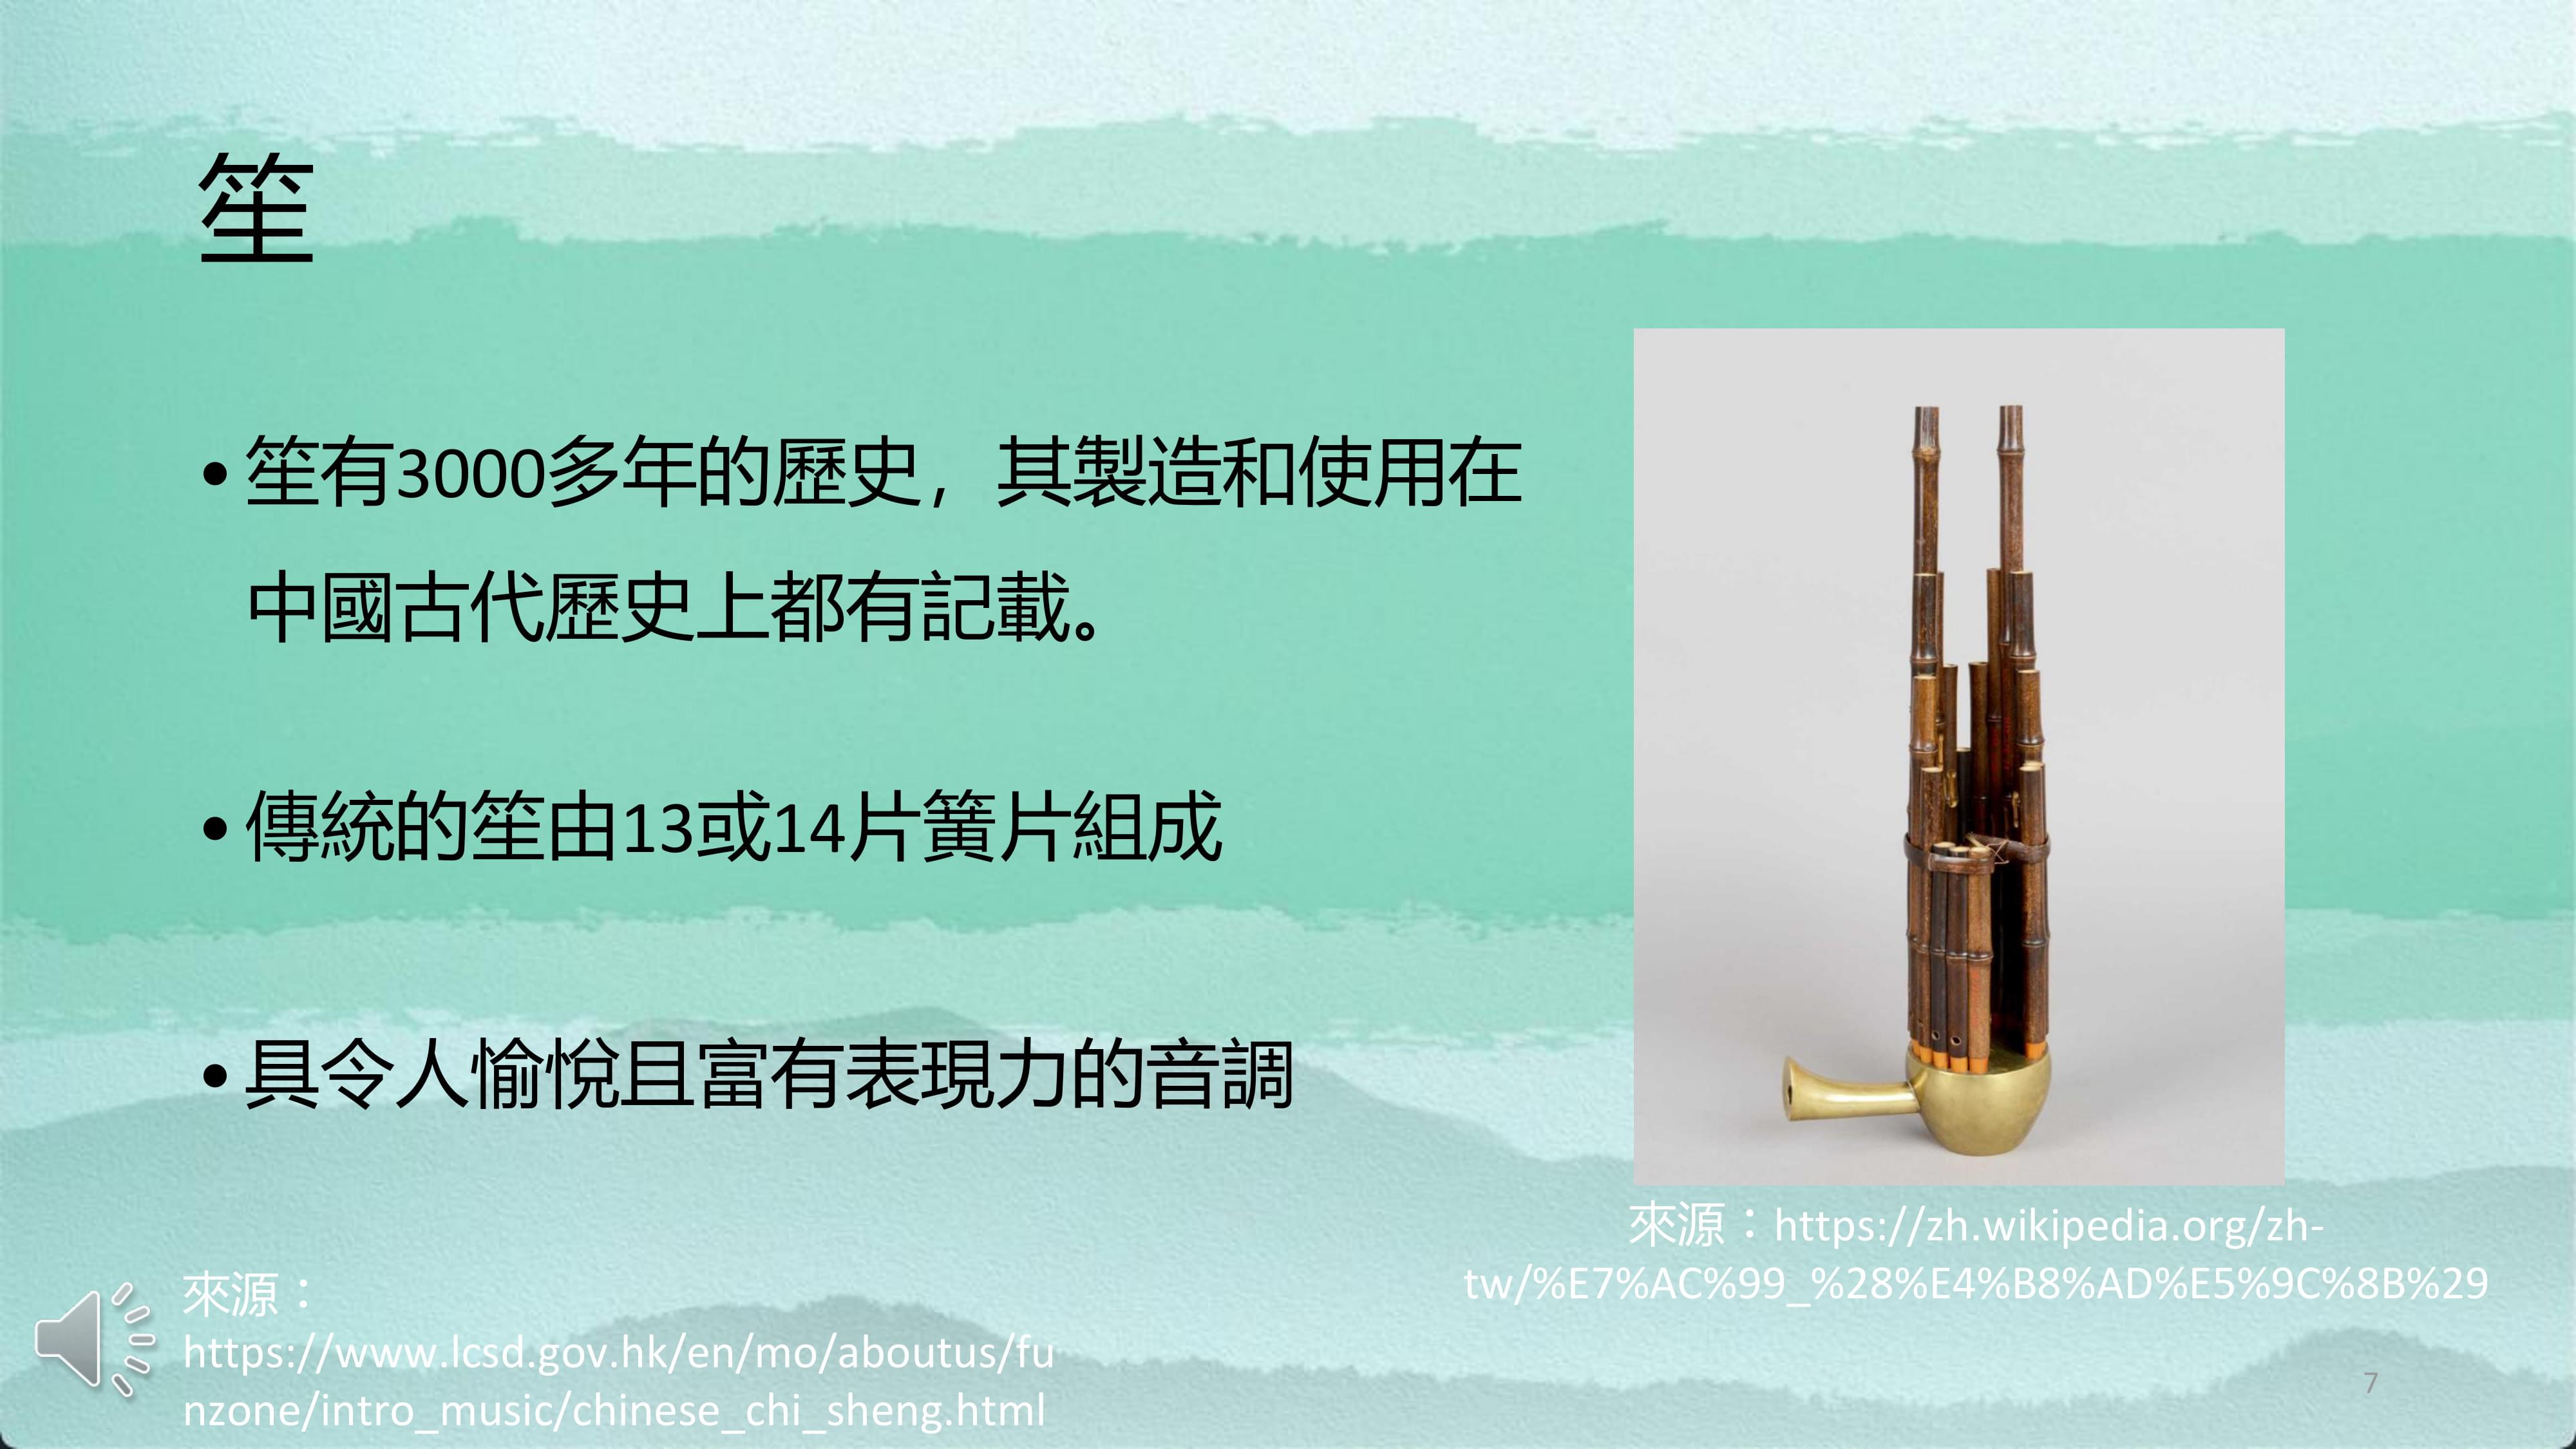 笙
• 笙有3000多年的歷史，其製造和使用在
中國古代歷史上都有記載。
• 傳統的笙由13或14片簧片組成
• 具令人愉悅且富有表現力的音調
來源：https://zh.wikipedia.org/zh-
tw/%E7%AC%99_%28%E4%B8%AD%E5%9C%8B%29
來源：
https://www.lcsd.gov.hk/en/mo/aboutus/fu
nzone/intro_music/chinese_chi_sheng.html
7